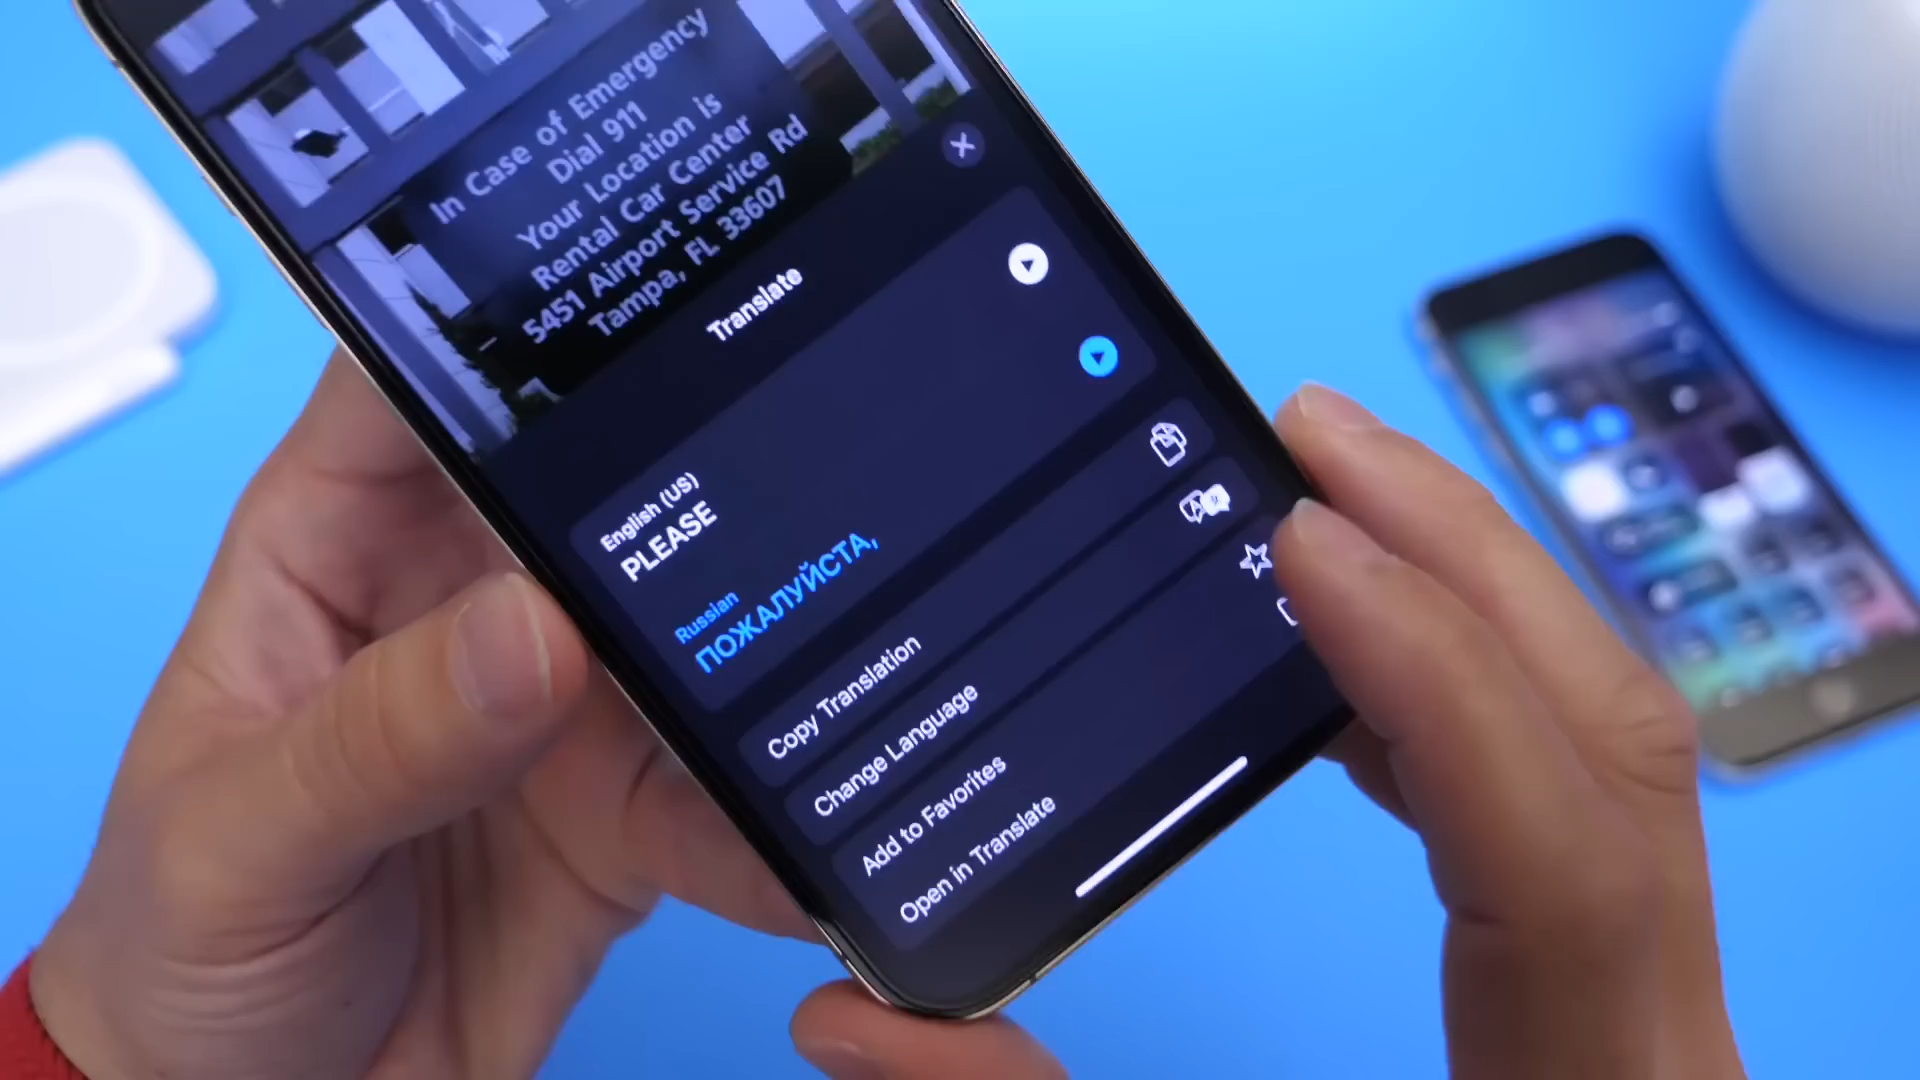 In Case of Emergency
Dial 911
Your Location is
Rental Car Center
5451 Airport Service Rd
Tampa, FL 33607
Translate
English (US)
PLEASE
Russian
ПОЖАЛУЙСТА,
Copy Translation
Change Language
Add to Favorites
Open in Translate